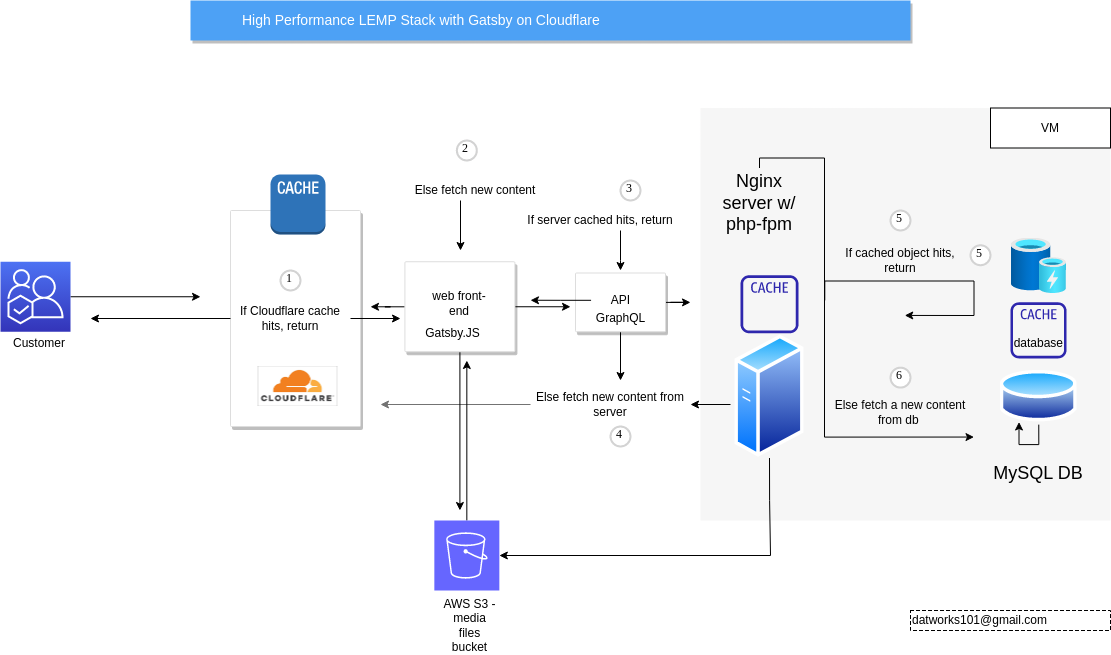 High Performance LEMP Stack with Gatsby on Cloudflare
VM
2
Else fetch new content
3
If server cached hits, return
CACHE
Nginx
server w/
php-fpm
5
If cached object hits,
return
5
1
If Cloudflare cache
hits, return
web front-
end
Gatsby.JS
API
GraphQL
CACHE
CACHE
database
Customer
CLOUDFLARE
Else fetch new content from
server
4
6
Else fetch a new content
from db
MySQL DB
AWS S3 -
media
files
bucket
datworks101@gmail.com